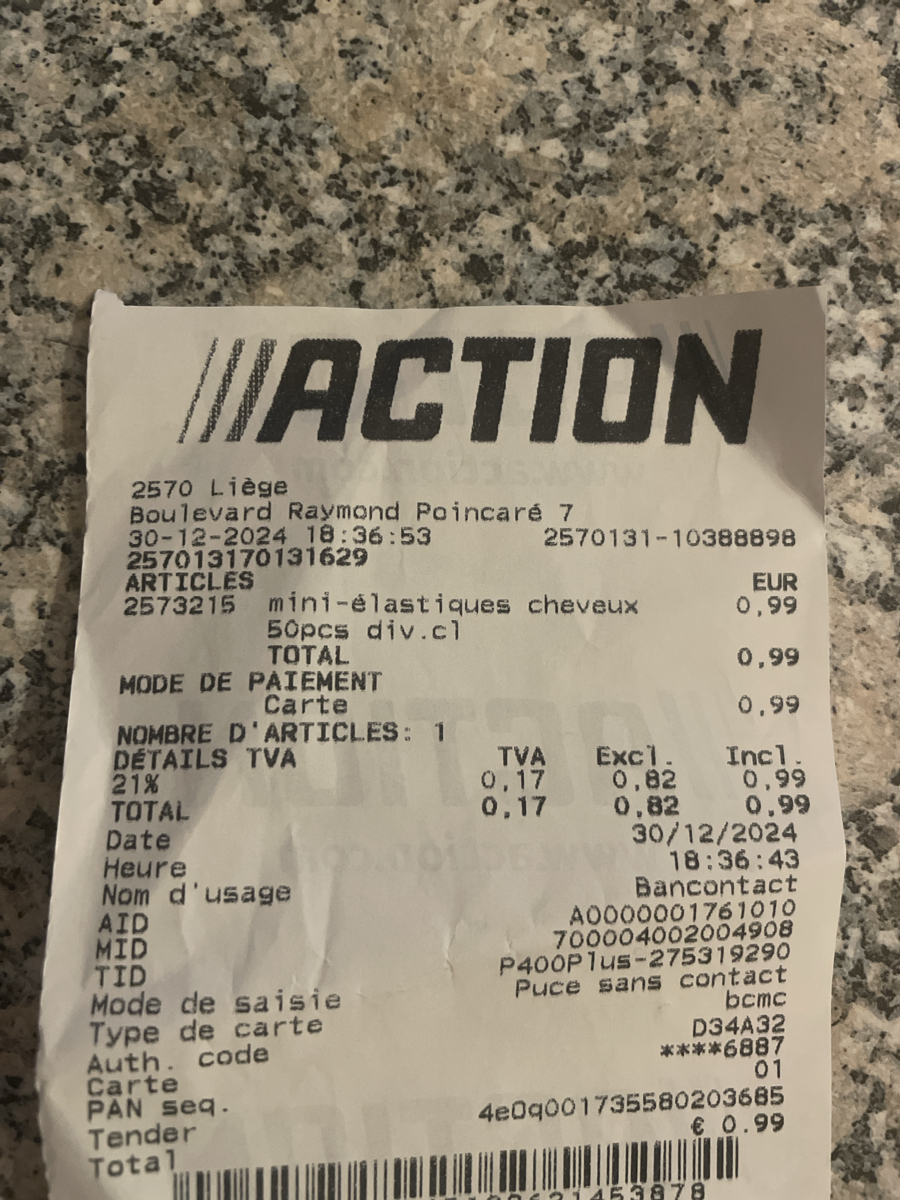 ///ACTION
2570 Liège
Boulevard Raymond Poincaré 7
30-12-2024 18:36:53 2570131-10388898
257013170131629
ARTICLES EUR
2573215 mini-élastiques cheveux 0,99
50pcs div.cl
TOTAL 0,99
MODE DE PAIEMENT
Carte 0,99
NOMBRE D'ARTICLES: 1
DÉTAILS TVA TVA Excl. Incl.
21% 0,17 0,82 0,99
TOTAL 0,17 0,82 0,99
Date 30/12/2024
Heure 18:36:43
Nom d'usage Bancontact
AID A0000001761010
MID 700004002004908
TID P400Plus-275319290
Mode de saisie Puce sans contact
Type de carte bcmc
Auth. code D34A32
Carte ****6887
PAN seq. 01
Tender 4e0q001735580203685
Total € 0.99